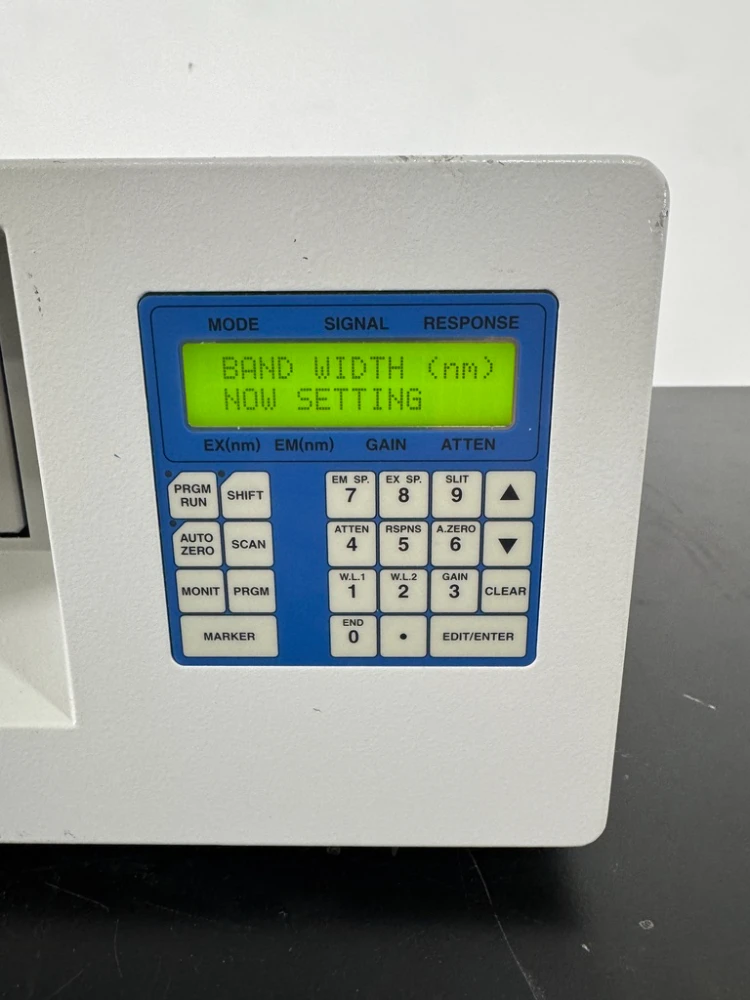 MODE SIGNAL RESPONSE
BAND WIDTH (nm)
NOW SETTING
EX(nm) EM(nm) GAIN ATTEN
PRGM RUN
SHIFT
EM SP. 7
EX SP. 8
SLIT 9
▲
AUTO ZERO
SCAN
ATTEN 4
RSPNS 5
A.ZERO 6
▼
MONIT
PRGM
W.L.1 1
W.L.2 2
GAIN 3
CLEAR
MARKER
END 0
•
EDIT/ENTER